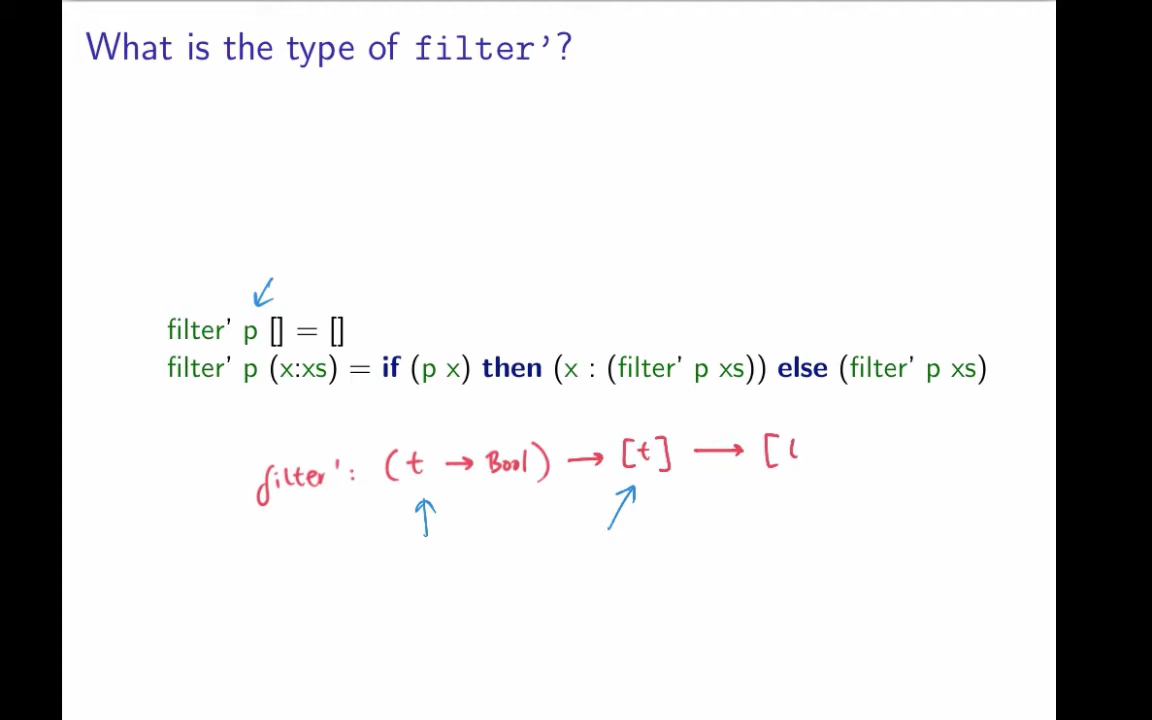 What is the type of filter’?
filter’ p [] = []
filter’ p (x:xs) = if (p x) then (x : (filter’ p xs)) else (filter’ p xs)
filter': (t → Bool) → [t] → [